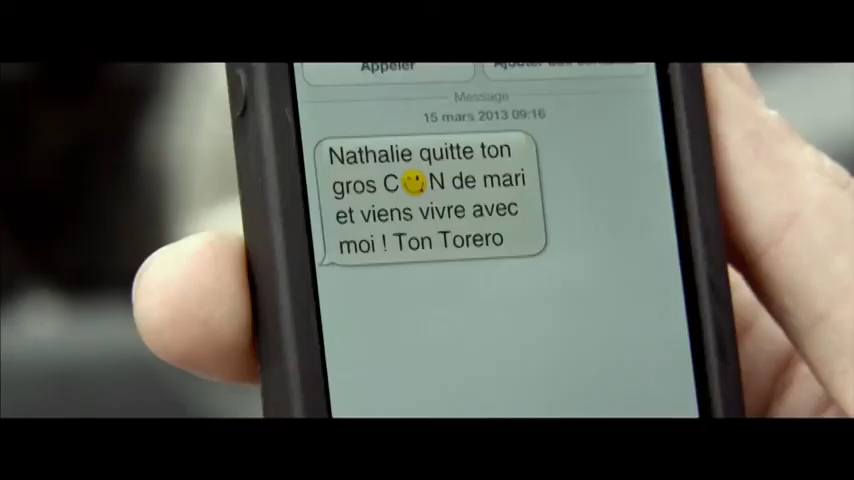 Appeler
Message
15 mars 2013 09:16
Nathalie quitte ton
gros C😋N de mari
et viens vivre avec
moi ! Ton Torero